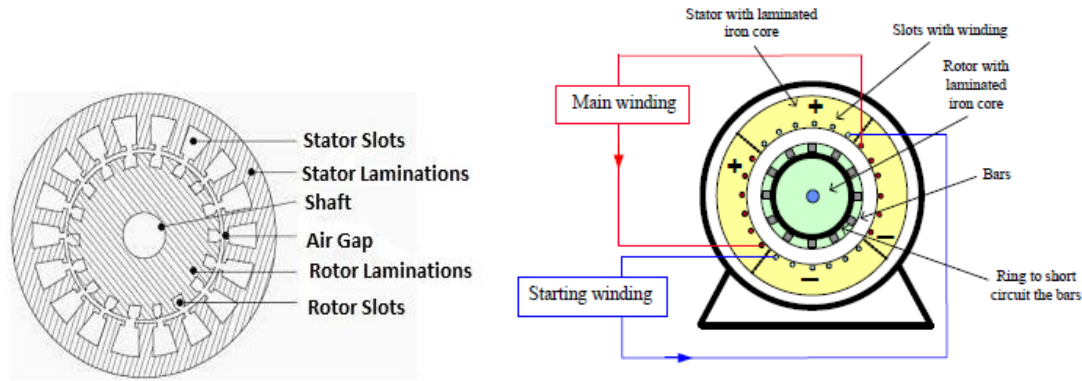 Stator Slots
Stator Laminations
Shaft
Air Gap
Rotor Laminations
Rotor Slots
Stator with laminated
iron core
Slots with winding
Rotor with
laminated
iron core
Main winding
+
+
Bars
–
–
Starting winding
Ring to short
circuit the bars